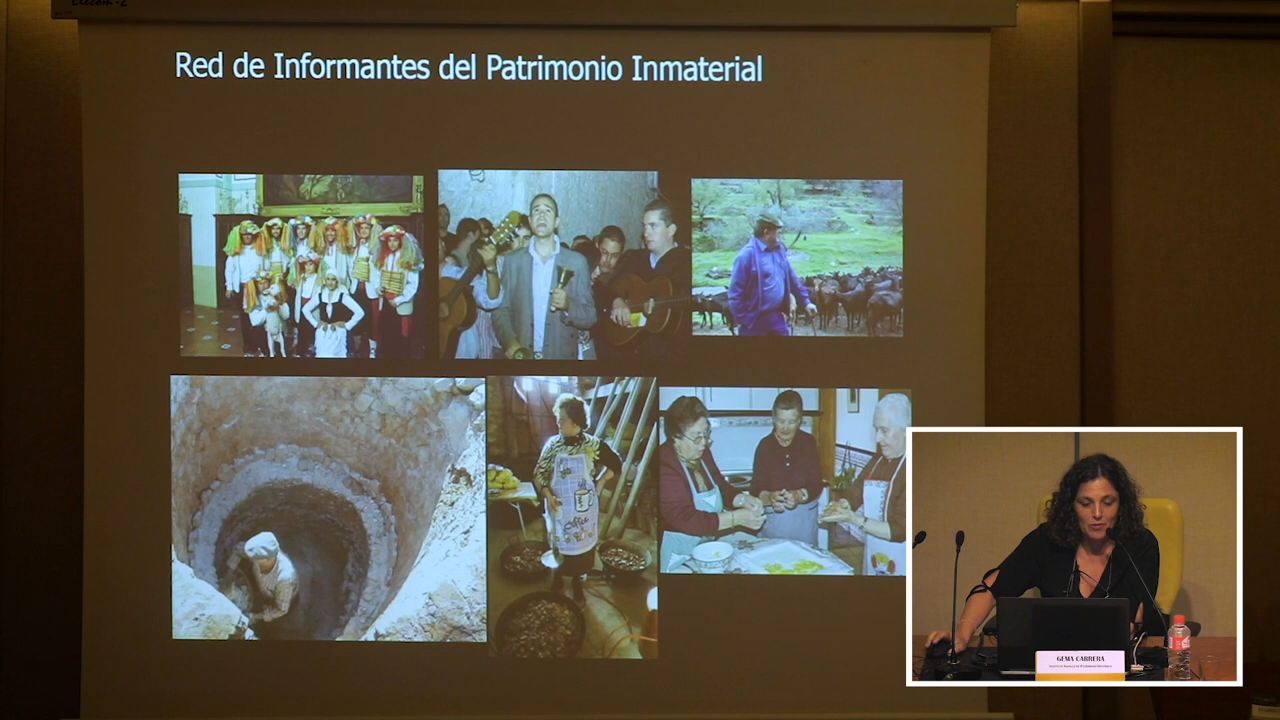 Red de Informantes del Patrimonio Inmaterial
GEMA CARRERA